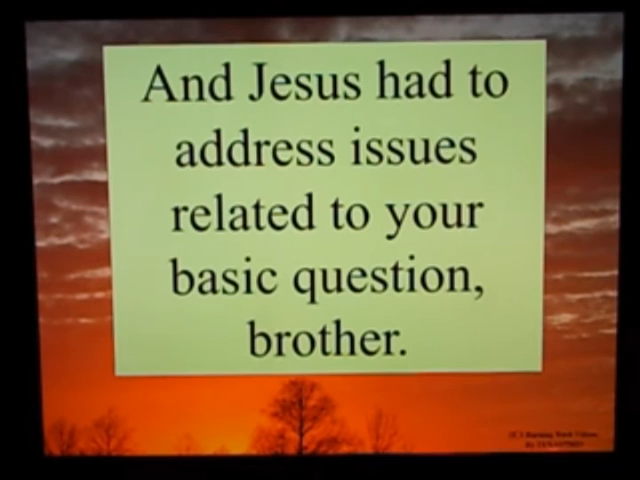 And Jesus had to
address issues
related to your
basic question,
brother.